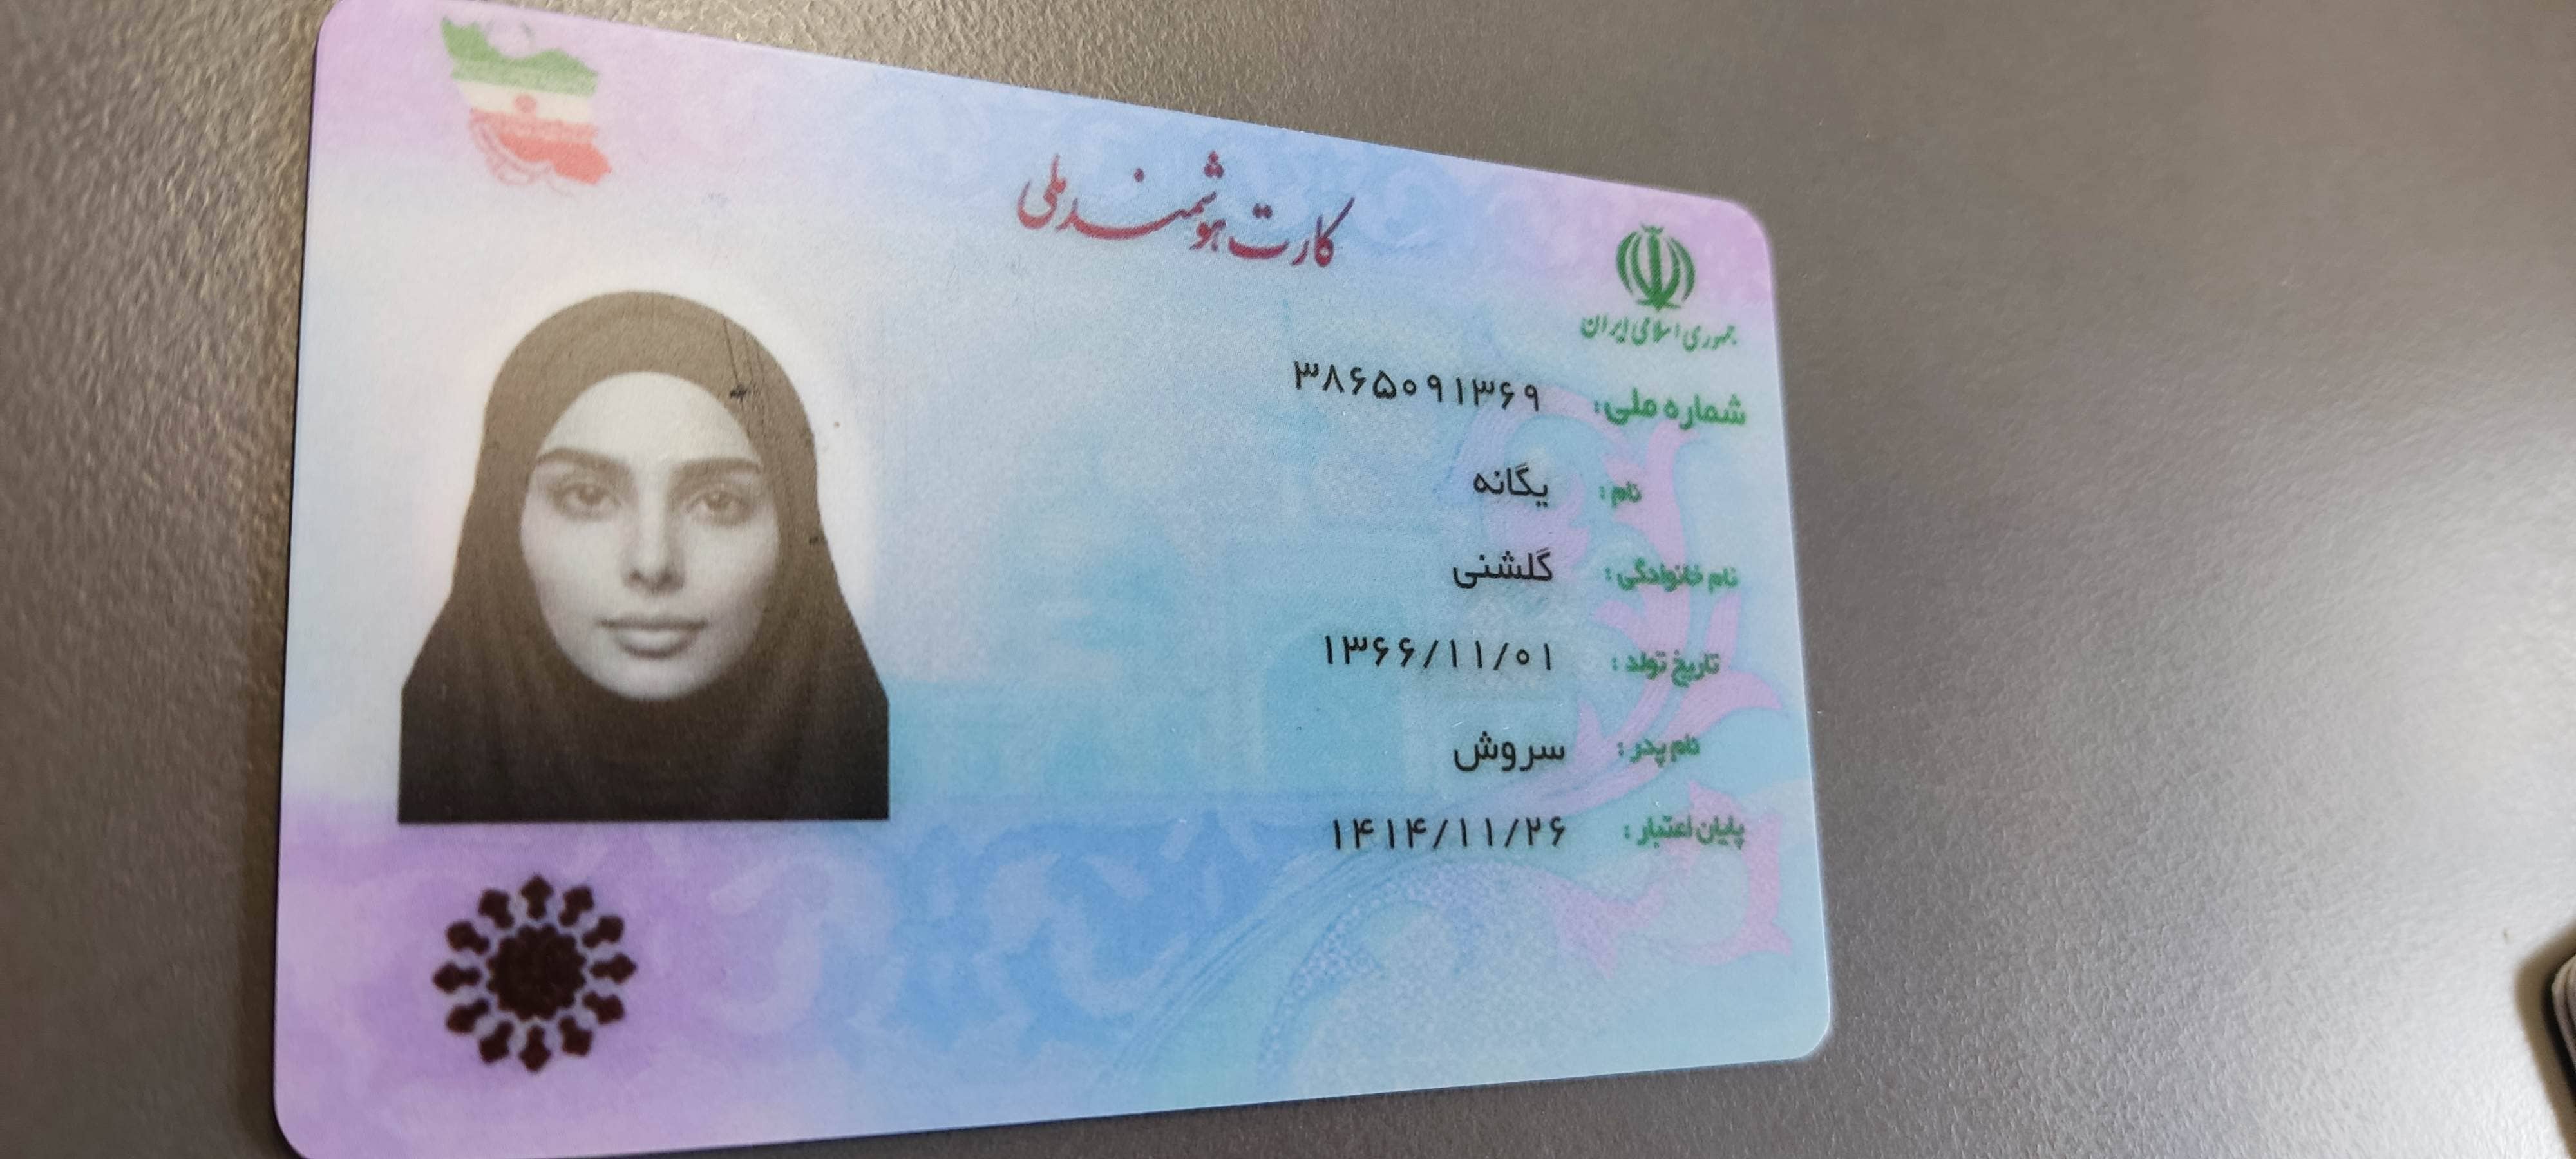 کارت هوشمند ملی
جمهوری اسلامی ایران
شماره ملی: ۳۸۶۵۰۹۱۳۶۹
نام: یگانه
نام خانوادگی: گلشنی
تاریخ تولد: ۱۳۶۶/۱۱/۰۱
نام پدر: سروش
پایان اعتبار: ۱۴۱۴/۱۱/۲۶